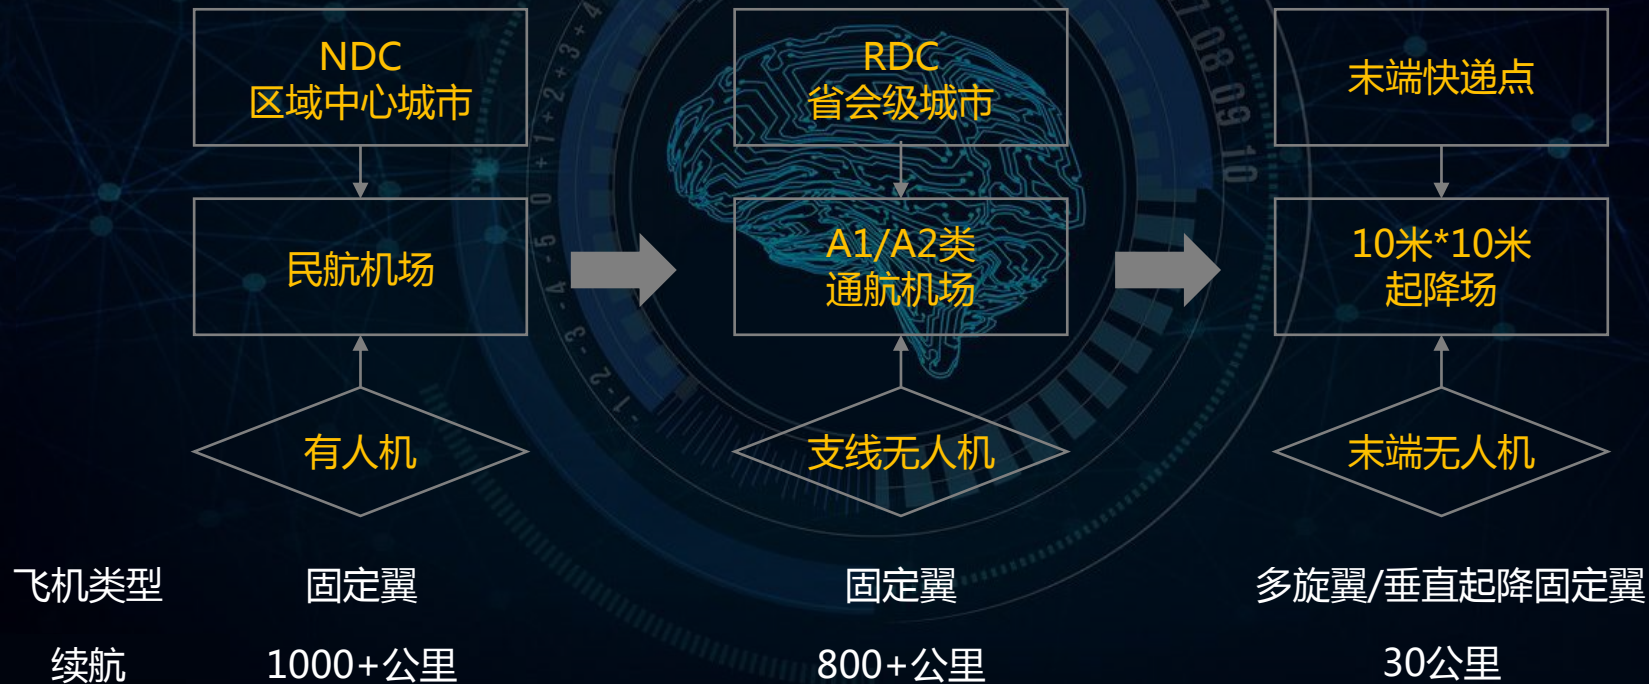 NDC
区域中心城市
RDC
省会级城市
末端快递点
民航机场
A1/A2类
通航机场
10米*10米
起降场
有人机
支线无人机
末端无人机
飞机类型 固定翼 固定翼 多旋翼/垂直起降固定翼
续航 1000+公里 800+公里 30公里